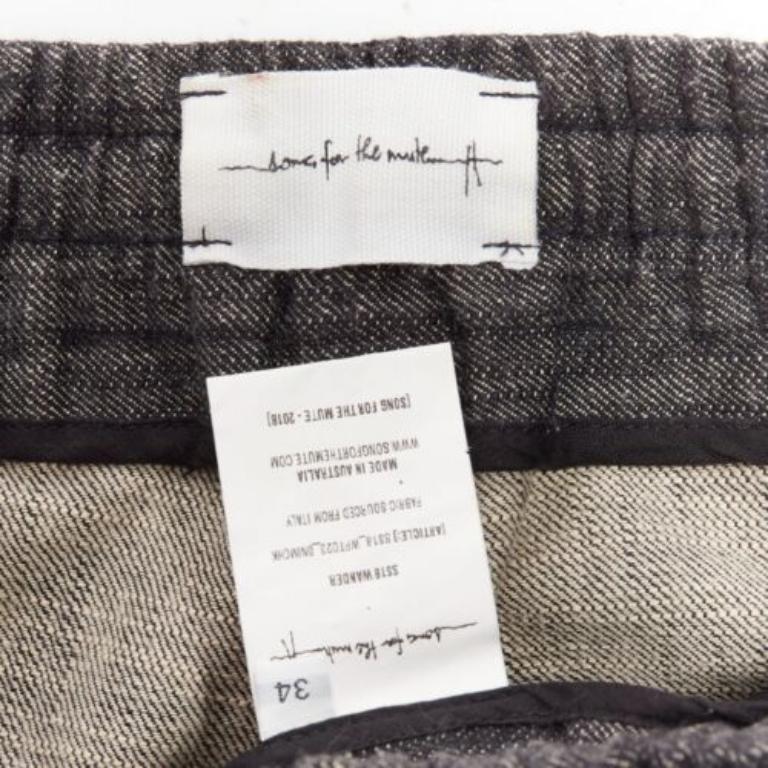 song for the mute
34
song for the mute
SS18 WANDER
[ARTICLE:] SS18_WPT023_BNWCHK
FABRIC SOURCED FROM ITALY
MADE IN AUSTRALIA
WWW.SONGFORTHEMUTE.COM
[SONG FOR THE MUTE - 2018]